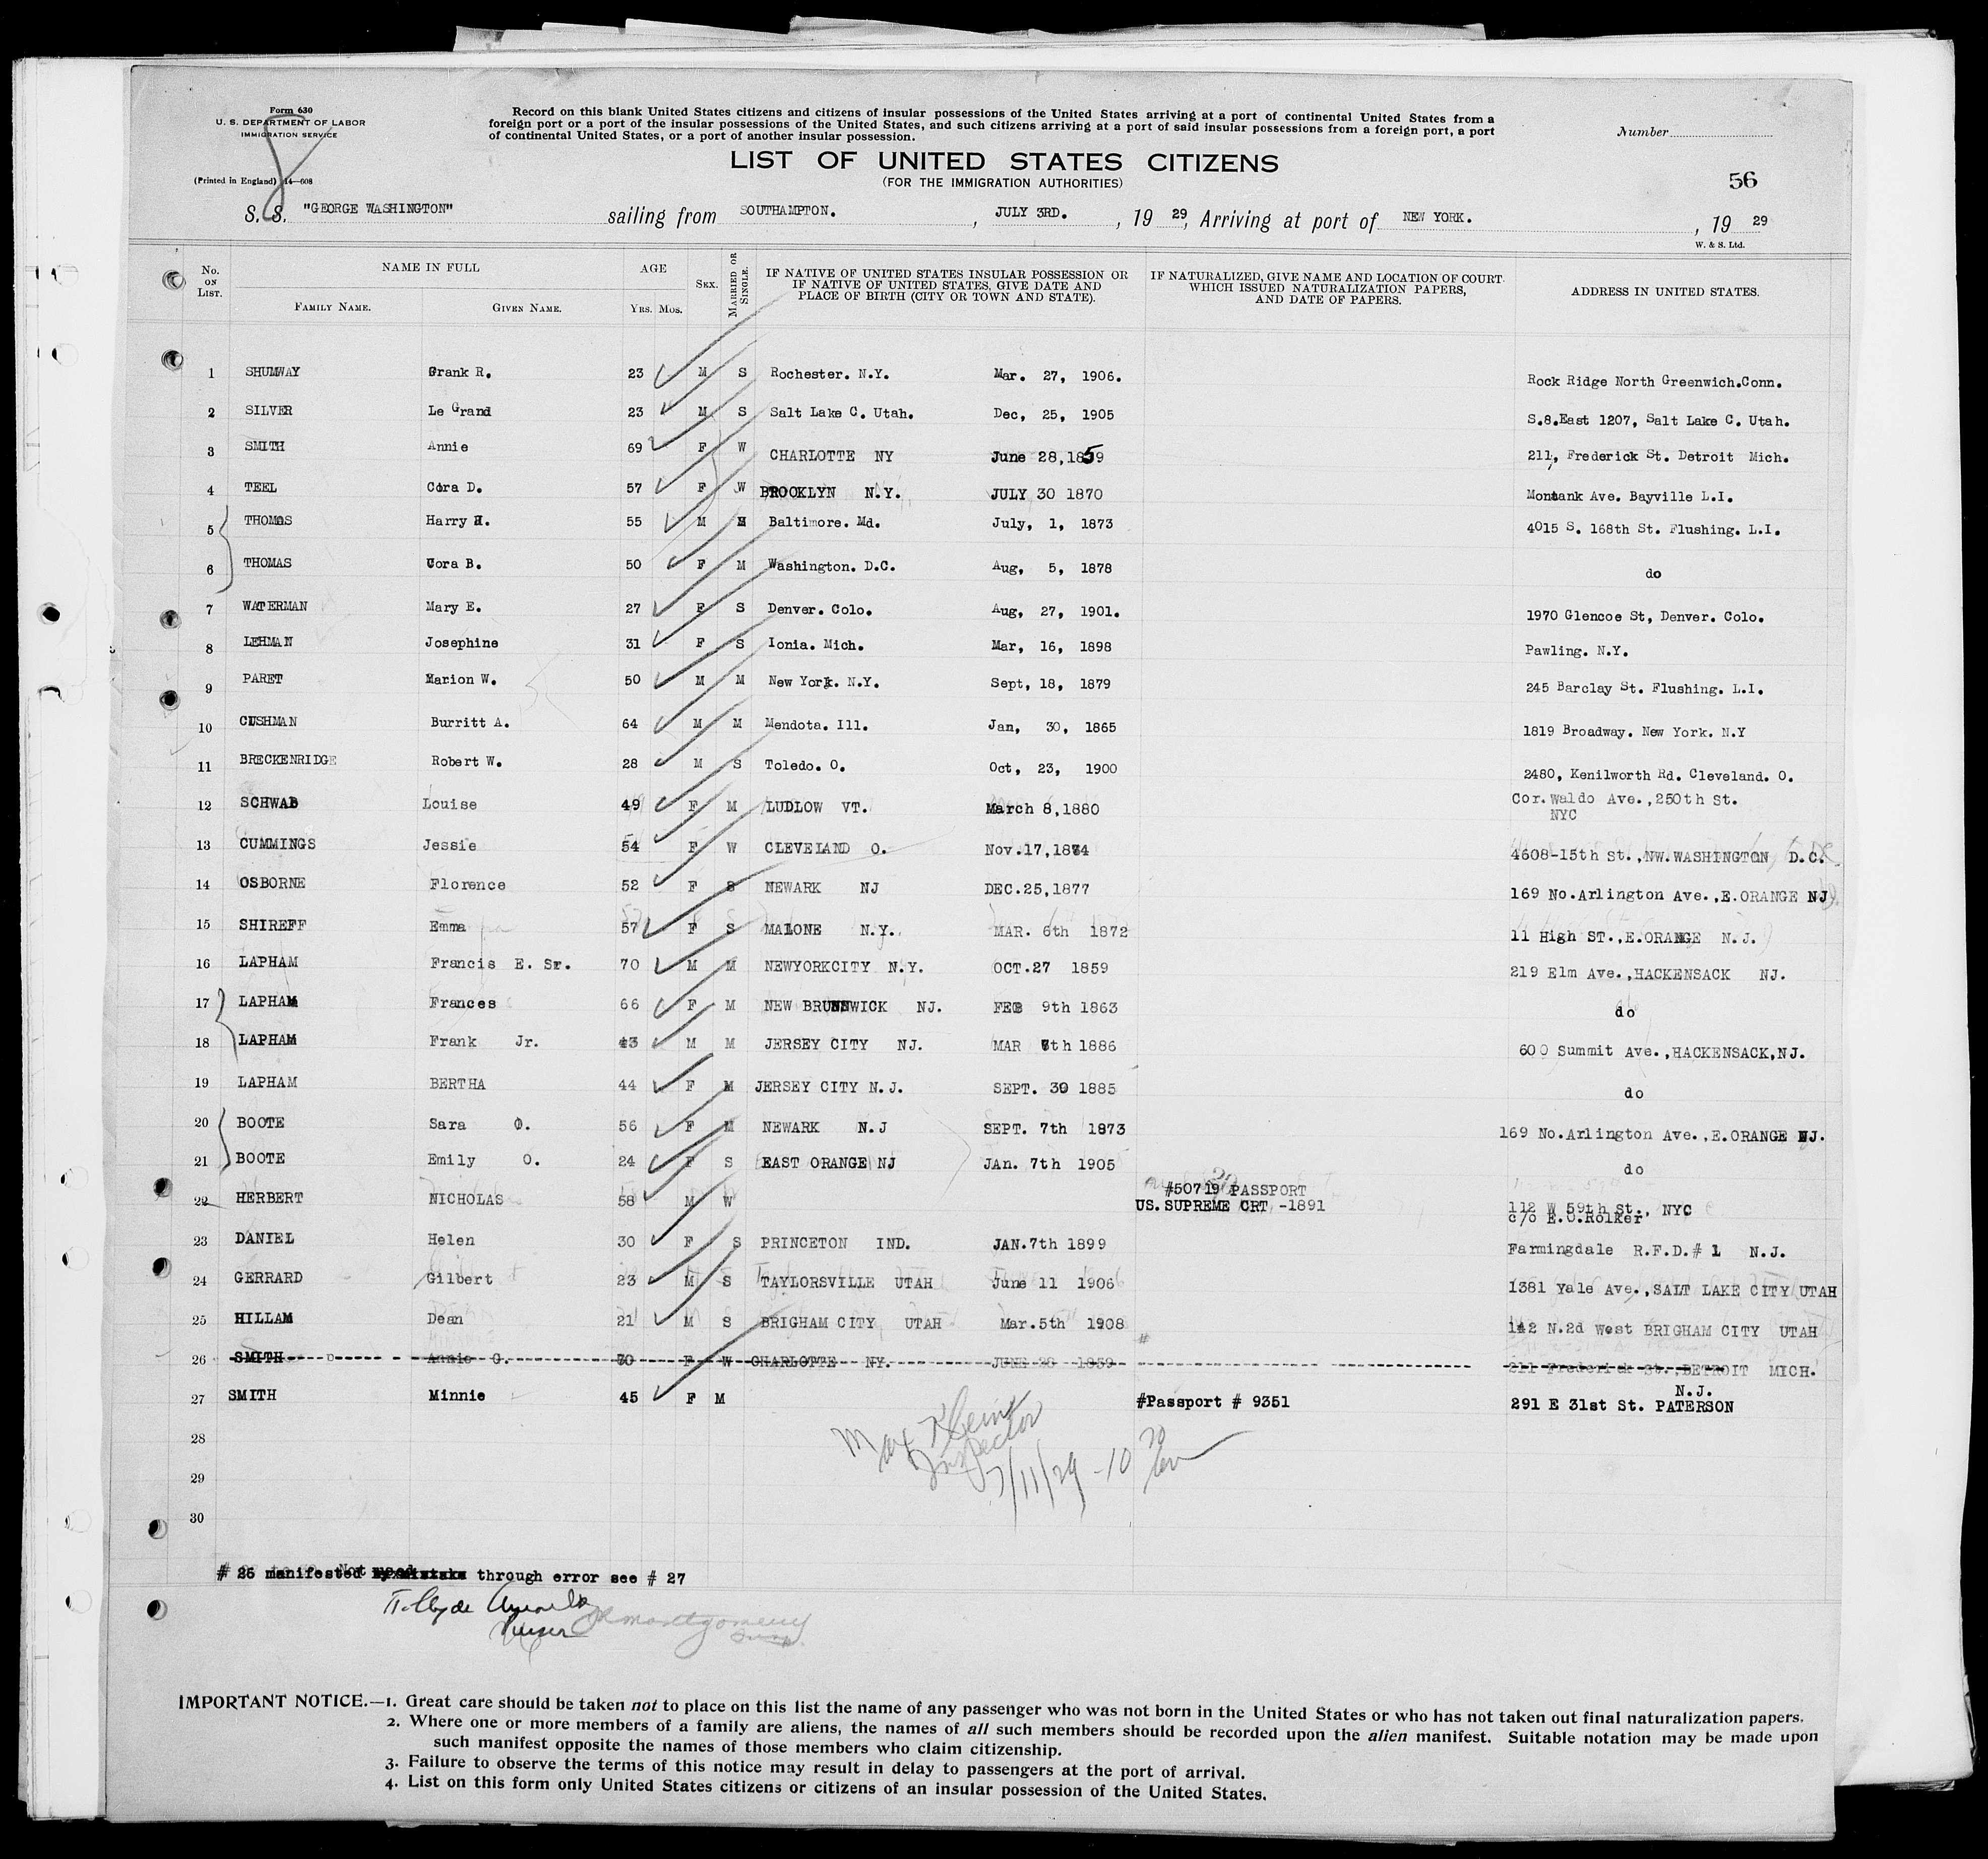 Form 630
U. S. DEPARTMENT OF LABOR
IMMIGRATION SERVICE
(Printed in England) 14—608
Record on this blank United States citizens and citizens of insular possessions of the United States arriving at a port of continental United States from a
foreign port or a port of the insular possessions of the United States, and such citizens arriving at a port of said insular possessions from a foreign port, a port
of continental United States, or a port of another insular possession.
Number
LIST OF UNITED STATES CITIZENS
(FOR THE IMMIGRATION AUTHORITIES)
56
S. S. "GEORGE WASHINGTON" sailing from SOUTHAMPTON. , JULY 3RD. , 19 29, Arriving at port of NEW YORK. , 19 29
W. & S. Ltd.
No. ON LIST. NAME IN FULL FAMILY NAME. GIVEN NAME. AGE YRS. MOS. SEX. MARRIED OR SINGLE. IF NATIVE OF UNITED STATES INSULAR POSSESSION OR IF NATIVE OF UNITED STATES, GIVE DATE AND PLACE OF BIRTH (CITY OR TOWN AND STATE). IF NATURALIZED, GIVE NAME AND LOCATION OF COURT WHICH ISSUED NATURALIZATION PAPERS, AND DATE OF PAPERS. ADDRESS IN UNITED STATES.
1 SHUMWAY Grank R. 23 M S Rochester. N.Y. Mar. 27, 1906. Rock Ridge North Greenwich.Conn.
2 SILVER Le Grand 23 M S Salt Lake C. Utah. Dec, 25, 1905 S.8.East 1207, Salt Lake C. Utah.
3 SMITH Annie 69 F W CHARLOTTE NY June 28,1859 211, Frederick St. Detroit Mich.
4 TEEL Cora D. 57 F W BROOKLYN N.Y. JULY 30 1870 Montank Ave. Bayville L.I.
5 THOMAS Harry H. 55 M M Baltimore. Md. July, 1, 1873 4015 S. 168th St. Flushing. L.I.
6 THOMAS Cora B. 50 F M Washington. D.C. Aug, 5, 1878 do
7 WATERMAN Mary E. 27 F S Denver. Colo. Aug, 27, 1901. 1970 Glencoe St, Denver. Colo.
8 LEHMAN Josephine 31 F S Ionia. Mich. Mar, 16, 1898 Pawling. N.Y.
9 PARET Marion W. 50 M M New York. N.Y. Sept, 18, 1879 245 Barclay St. Flushing. L.I.
10 CUSHMAN Burritt A. 64 M M Mendota. Ill. Jan, 30, 1865 1819 Broadway. New York. N.Y
11 BRECKENRIDGE Robert W. 28 M S Toledo. O. Oct, 23, 1900 2480, Kenilworth Rd. Cleveland. O.
12 SCHWAB Louise 49 F M LUDLOW VT. March 8,1880 Cor. Waldo Ave.,250th St.
NYC
13 CUMMINGS Jessie 54 F W CLEVELAND O. Nov.17,1874 4608-15th St.,NW.WASHINGTON D.C.
14 OSBORNE Florence 52 F S NEWARK NJ DEC.25,1877 169 No.Arlington Ave.,E.ORANGE NJ
15 SHIREFF Emma 57 F S MALONE N.Y. MAR. 6th 1872 11 High ST.,E.ORANGE N.J.
16 LAPHAM Francis E. Sr. 70 M M NEWYORKCITY N.Y. OCT.27 1859 219 Elm Ave.,HACKENSACK NJ.
17 LAPHAM Frances 66 F M NEW BRUNSWICK NJ. FEB 9th 1863 do
18 LAPHAM Frank Jr. 43 M M JERSEY CITY NJ. MAR th 1886 600 Summit Ave.,HACKENSACK,NJ.
19 LAPHAM BERTHA 44 F M JERSEY CITY N.J. SEPT. 30 1885 do
20 BOOTE Sara O. 56 F M NEWARK N.J SEPT. 7th 1873 169 No.Arlington Ave.,E.ORANGE NJ.
21 BOOTE Emily O. 24 F S EAST ORANGE NJ JAN. 7th 1905 do
22 HERBERT NICHOLAS 58 M W #50719 PASSPORT
US.SUPREME CRT -1891 112 W 59th St., NYC
c/o E.O.Rolker
23 DANIEL Helen 30 F S PRINCETON IND. JAN.7th 1899 Farmingdale R.F.D.# 1 N.J.
24 GERRARD Gilbert 23 M S TAYLORSVILLE UTAH June 11 1906 1381 Yale Ave.,SALT LAKE CITY UTAH
25 HILLAM Dean 21 M S BRIGHAM CITY UTAH Mar.5th 1908 142 N.2d West BRIGHAM CITY UTAH
26 SMITH Annie G. 70 F W CHARLOTTE NY. JUNE 28 1859 # 211 Frederick St.,DETROIT MICH.
27 SMITH Minnie 45 F M #Passport # 9351 N.J.
291 E 31st St. PATERSON
28
29
30
Max Klein
Inspector
7/11/29 -10
# 26 manifested through error see # 27
Montgomery
IMPORTANT NOTICE.—1. Great care should be taken not to place on this list the name of any passenger who was not born in the United States or who has not taken out final naturalization papers.
2. Where one or more members of a family are aliens, the names of all such members should be recorded upon the alien manifest. Suitable notation may be made upon
such manifest opposite the names of those members who claim citizenship.
3. Failure to observe the terms of this notice may result in delay to passengers at the port of arrival.
4. List on this form only United States citizens or citizens of an insular possession of the United States.